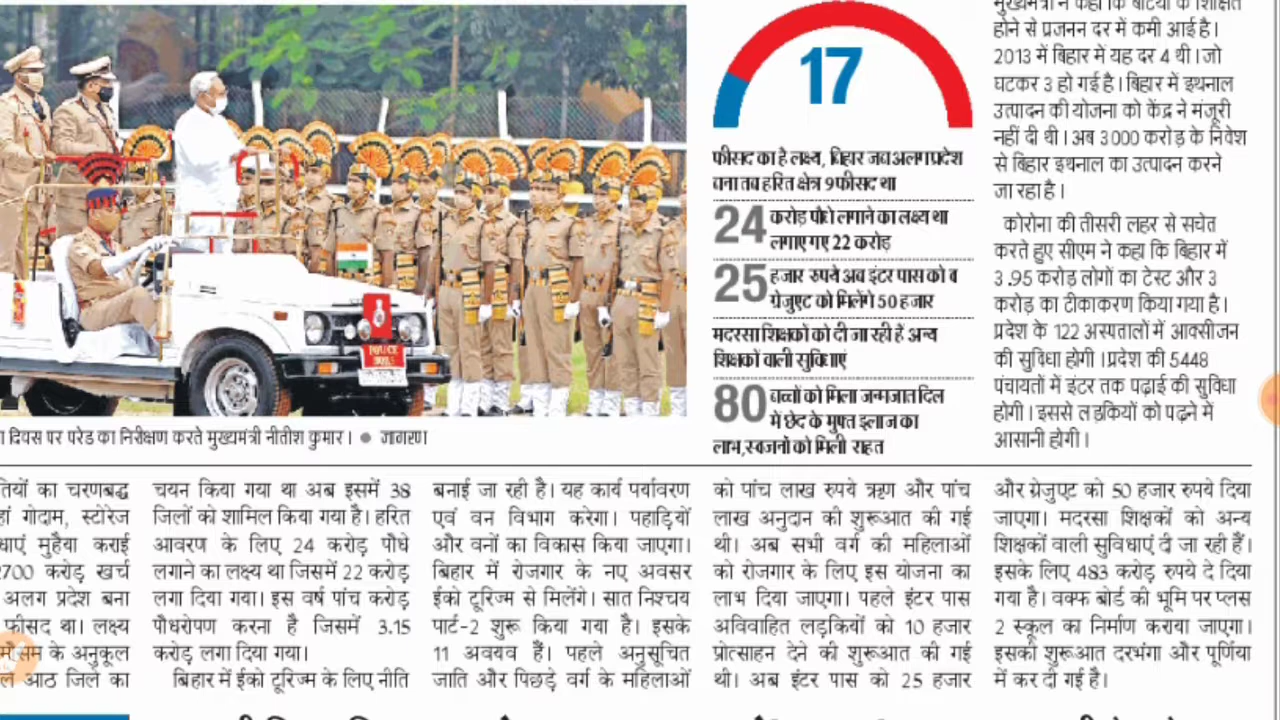 POLICE
दिवस पर परेड का निरीक्षण करते मुख्यमंत्री नीतीश कुमार। ● जागरण
17
फीसद का है लक्ष्य, बिहार जब अलग प्रदेश
बना तब हरित क्षेत्र 9 फीसद था
24 करोड़ पौधे लगाने का लक्ष्य था
लगाए गए 22 करोड़
25 हजार रुपये अब इंटर पास को व
ग्रेजुएट को मिलेंगे 50 हजार
मदरसा शिक्षकों को दी जा रही हैं अन्य
शिक्षकों वाली सुविधाएं
80 बच्चों को मिला जन्मजात दिल
में छेद के मुफ्त इलाज का
लाभ,स्वजनों को मिली राहत
मुख्यमंत्री ने कहा कि बेटियों के शिक्षित
होने से प्रजनन दर में कमी आई है।
2013 में बिहार में यह दर 4 थी।जो
घटकर 3 हो गई है। बिहार में इथनाल
उत्पादन की योजना को केंद्र ने मंजूरी
नहीं दी थी। अब 3000 करोड़ के निवेश
से बिहार इथनाल का उत्पादन करने
जा रहा है।
कोरोना की तीसरी लहर से सचेत
करते हुए सीएम ने कहा कि बिहार में
3.95 करोड़ लोगों का टेस्ट और 3
करोड़ का टीकाकरण किया गया है।
प्रदेश के 122 अस्पतालों में आक्सीजन
की सुविधा होगी।प्रदेश की 5448
पंचायतों में इंटर तक पढ़ाई की सुविधा
होगी। इससे लड़कियों को पढ़ने में
आसानी होगी।
का चरणबद्ध
गोदाम, स्टोरेज
मुहैया कराई
करोड़ खर्च
अलग प्रदेश बना
फीसद था। लक्ष्य
के अनुकूल
आठ जिले का
चयन किया गया था अब इसमें 38
जिलों को शामिल किया गया है। हरित
आवरण के लिए 24 करोड़ पौधे
लगाने का लक्ष्य था जिसमें 22 करोड़
लगा दिया गया। इस वर्ष पांच करोड़
पौधरोपण करना है जिसमें 3.15
करोड़ लगा दिया गया।
बिहार में ईको टूरिज्म के लिए नीति
बनाई जा रही है। यह कार्य पर्यावरण
एवं वन विभाग करेगा। पहाड़ियों
और वनों का विकास किया जाएगा।
बिहार में रोजगार के नए अवसर
ईको टूरिज्म से मिलेंगे। सात निश्चय
पार्ट-2 शुरू किया गया है। इसके
11 अवयव हैं। पहले अनुसूचित
जाति और पिछड़े वर्ग के महिलाओं
को पांच लाख रुपये ऋण और पांच
लाख अनुदान की शुरूआत की गई
थी। अब सभी वर्ग की महिलाओं
को रोजगार के लिए इस योजना का
लाभ दिया जाएगा। पहले इंटर पास
अविवाहित लड़कियों को 10 हजार
प्रोत्साहन देने की शुरूआत की गई
थी। अब इंटर पास को 25 हजार
और ग्रेजुएट को 50 हजार रुपये दिया
जाएगा। मदरसा शिक्षकों को अन्य
शिक्षकों वाली सुविधाएं दी जा रही हैं।
इसके लिए 483 करोड़ रुपये दे दिया
गया है। वक्फ बोर्ड की भूमि पर प्लस
2 स्कूल का निर्माण कराया जाएगा।
इसकी शुरूआत दरभंगा और पूर्णिया
में कर दी गई है।